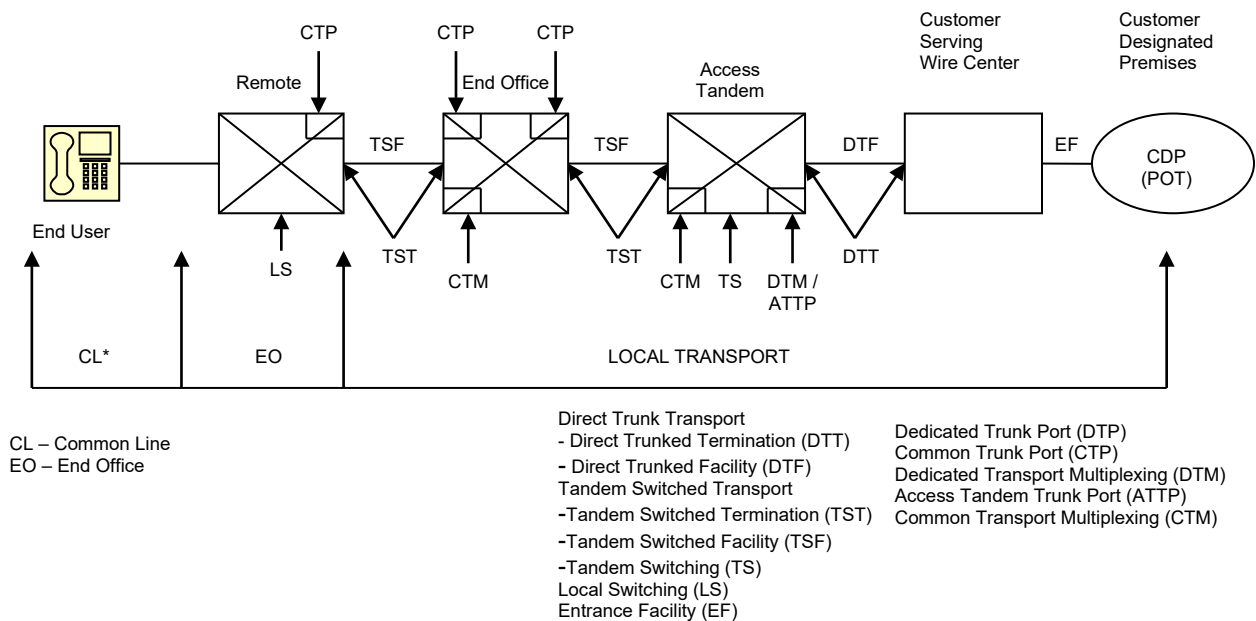 Customer
Serving
Wire Center
Customer
Designated
Premises
CTP
CTP
CTP
Remote
End Office
Access
Tandem
TSF
TSF
DTF
EF
CDP
(POT)
End User
LS
TST
CTM
TST
CTM
TS
DTM /
ATTP
DTT
CL*
EO
LOCAL TRANSPORT
CL – Common Line
EO – End Office
Direct Trunk Transport
- Direct Trunked Termination (DTT)
- Direct Trunked Facility (DTF)
Tandem Switched Transport
-Tandem Switched Termination (TST)
-Tandem Switched Facility (TSF)
-Tandem Switching (TS)
Local Switching (LS)
Entrance Facility (EF)
Dedicated Trunk Port (DTP)
Common Trunk Port (CTP)
Dedicated Transport Multiplexing (DTM)
Access Tandem Trunk Port (ATTP)
Common Transport Multiplexing (CTM)